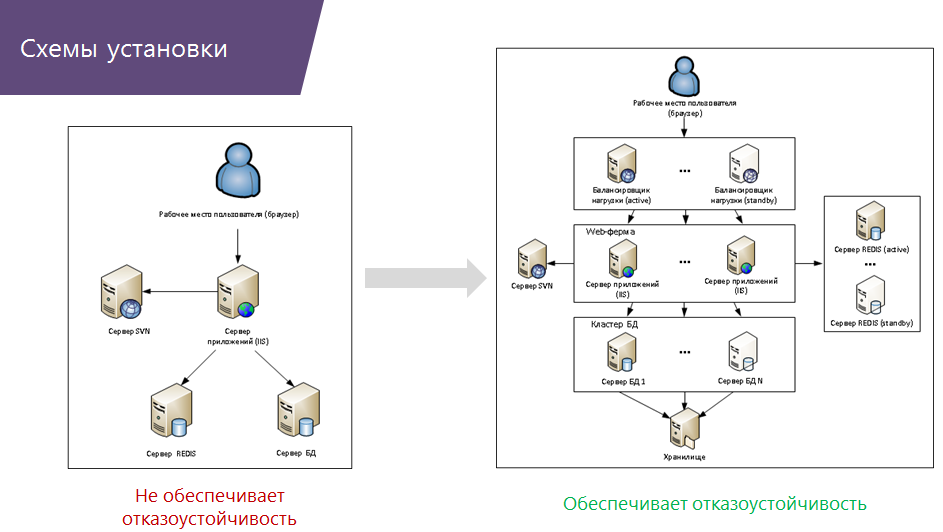 Схемы установки
Рабочее место пользователя (браузер)
Сервер SVN
Сервер
приложений (IIS)
Сервер REDIS
Сервер БД
Не обеспечивает
отказоустойчивость
Рабочее место пользователя
(браузер)
Балансировщик
нагрузки (active)
...
Балансировщик
нагрузки (standby)
Web-ферма
Сервер SVN
Сервер приложений
(IIS)
...
Сервер приложений
(IIS)
Сервер REDIS (active)
...
Сервер REDIS (standby)
Кластер БД
Сервер БД 1
...
Сервер БД N
Хранилище
Обеспечивает отказоустойчивость